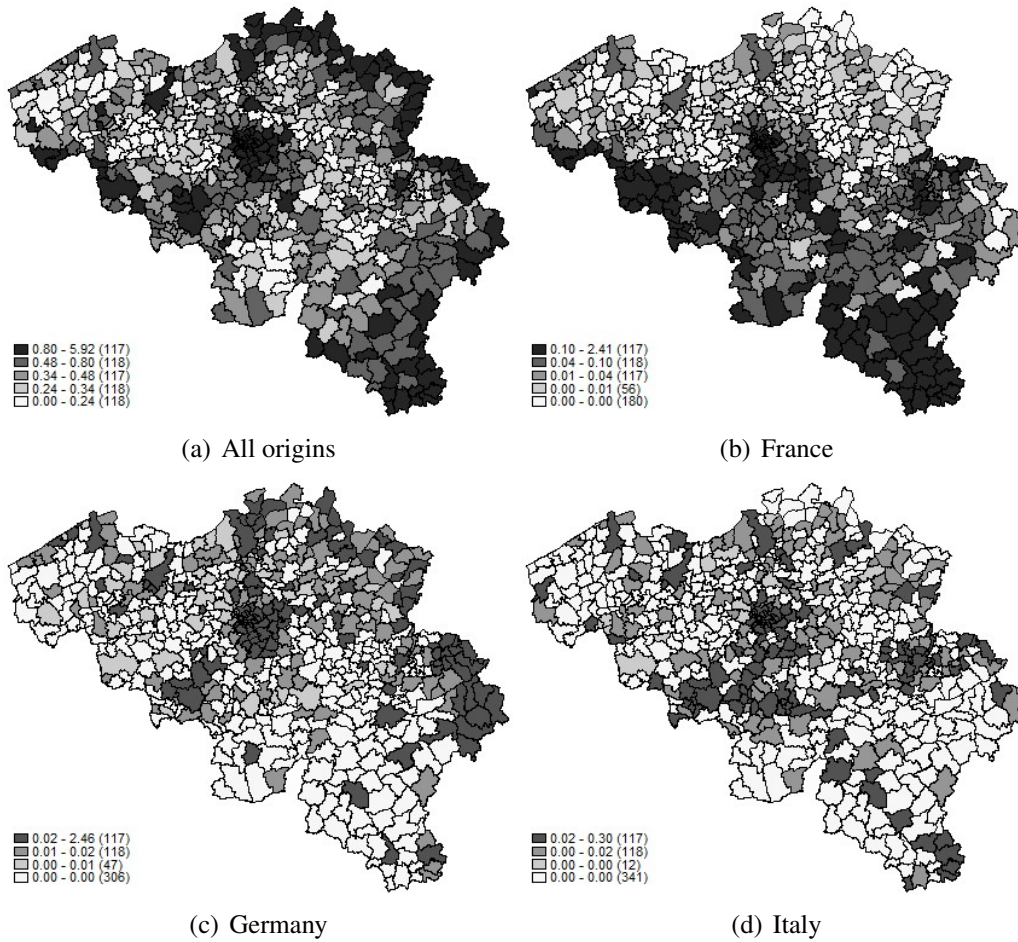 0.80 - 5.92 (117)
0.48 - 0.80 (118)
0.34 - 0.48 (117)
0.24 - 0.34 (118)
0.00 - 0.24 (118)
(a) All origins
0.10 - 2.41 (117)
0.04 - 0.10 (118)
0.01 - 0.04 (117)
0.00 - 0.01 (56)
0.00 - 0.00 (180)
(b) France
0.02 - 2.46 (117)
0.01 - 0.02 (118)
0.00 - 0.01 (47)
0.00 - 0.00 (306)
(c) Germany
0.02 - 0.30 (117)
0.00 - 0.02 (118)
0.00 - 0.00 (12)
0.00 - 0.00 (341)
(d) Italy